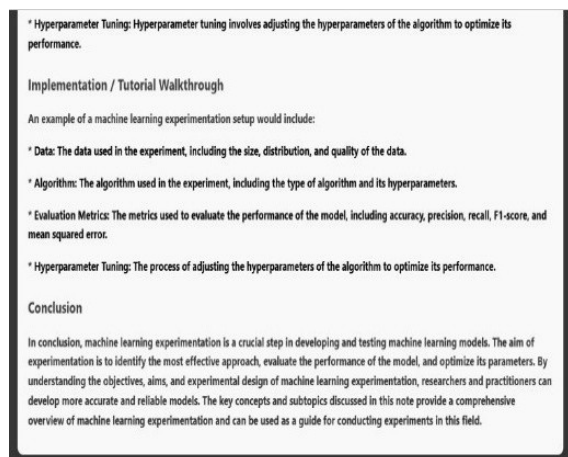 * Hyperparameter Tuning: Hyperparameter tuning involves adjusting the hyperparameters of the algorithm to optimize its
performance.
Implementation / Tutorial Walkthrough
An example of a machine learning experimentation setup would include:
* Data: The data used in the experiment, including the size, distribution, and quality of the data.
* Algorithm: The algorithm used in the experiment, including the type of algorithm and its hyperparameters.
* Evaluation Metrics: The metrics used to evaluate the performance of the model, including accuracy, precision, recall, F1-score, and
mean squared error.
* Hyperparameter Tuning: The process of adjusting the hyperparameters of the algorithm to optimize its performance.
Conclusion
In conclusion, machine learning experimentation is a crucial step in developing and testing machine learning models. The aim of
experimentation is to identify the most effective approach, evaluate the performance of the model, and optimize its parameters. By
understanding the objectives, aims, and experimental design of machine learning experimentation, researchers and practitioners can
develop more accurate and reliable models. The key concepts and subtopics discussed in this note provide a comprehensive
overview of machine learning experimentation and can be used as a guide for conducting experiments in this field.